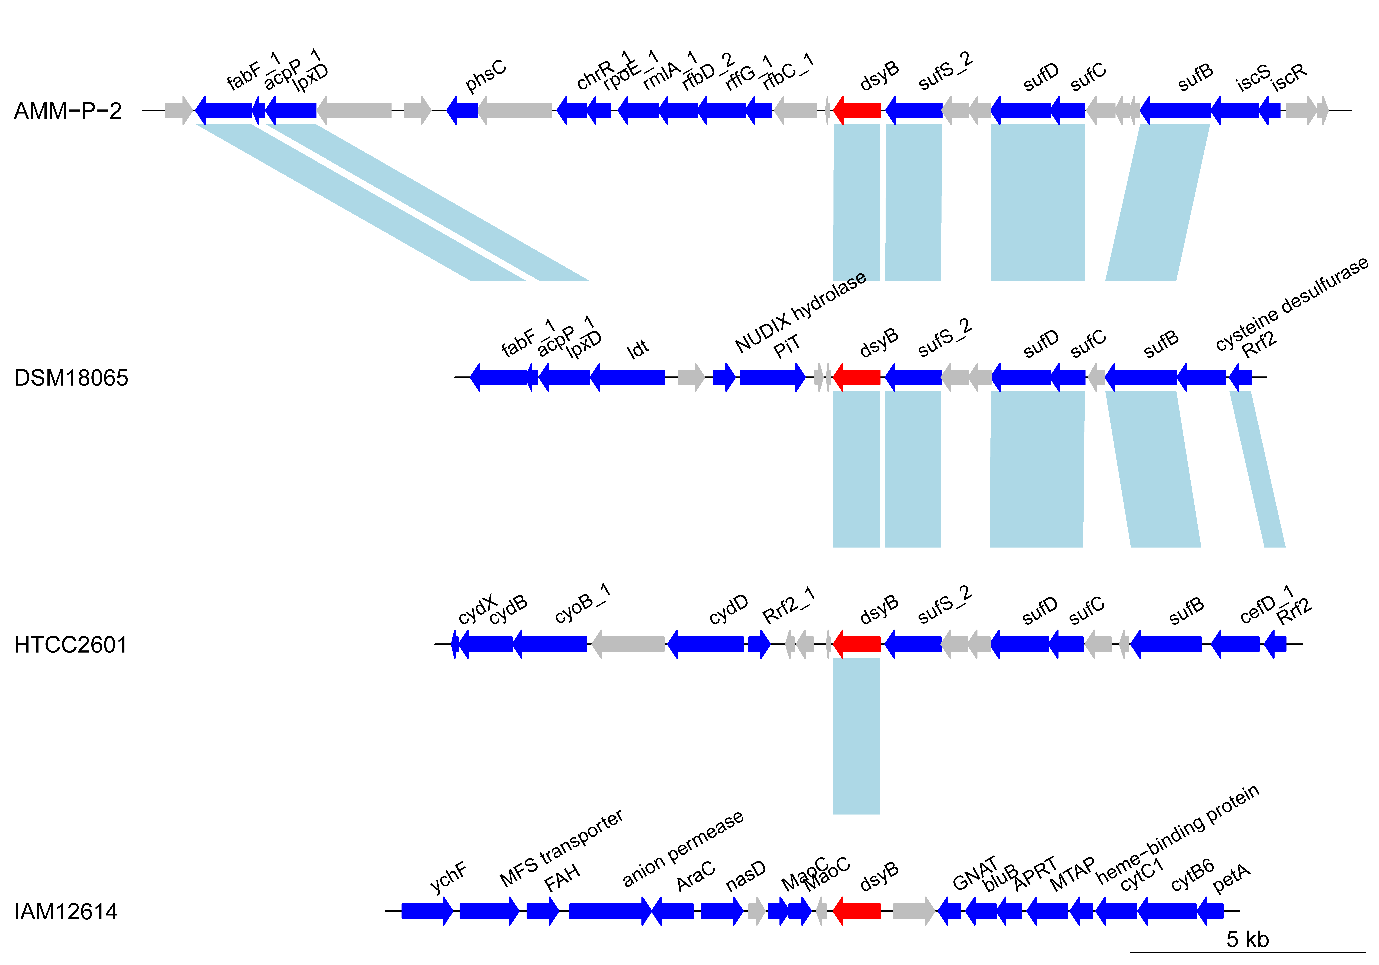 fabF_1 acpP_1 lpxD phsC chrR_1 rpoE_1 rmlA_1 rfbD_2 rffG_1 rfbC_1 dsyB sufS_2 sufD sufC sufB iscS iscR
AMM−P−2
fabF_1 acpP_1 lpxD ldt NUDIX hydrolase PiT dsyB sufS_2 sufD sufC sufB cysteine desulfurase Rrf2
DSM18065
cydX cydB cyoB_1 cydD Rrf2_1 dsyB sufS_2 sufD sufC sufB cefD_1 Rrf2
HTCC2601
ychF MFS transporter FAH anion permease AraC nasD MaoC MaoC dsyB GNAT bluB APRT MTAP heme−binding protein cytC1 cytB6 petA
IAM12614
5 kb